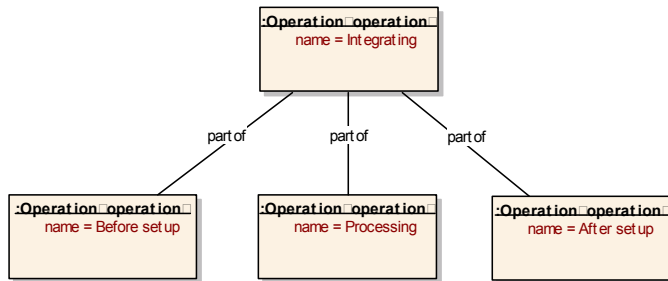 :Operation□operation□
name = Integrating
part of
part of
part of
:Operation□operation□
name = Before setup
:Operation□operation□
name = Processing
:Operation□operation□
name = After setup